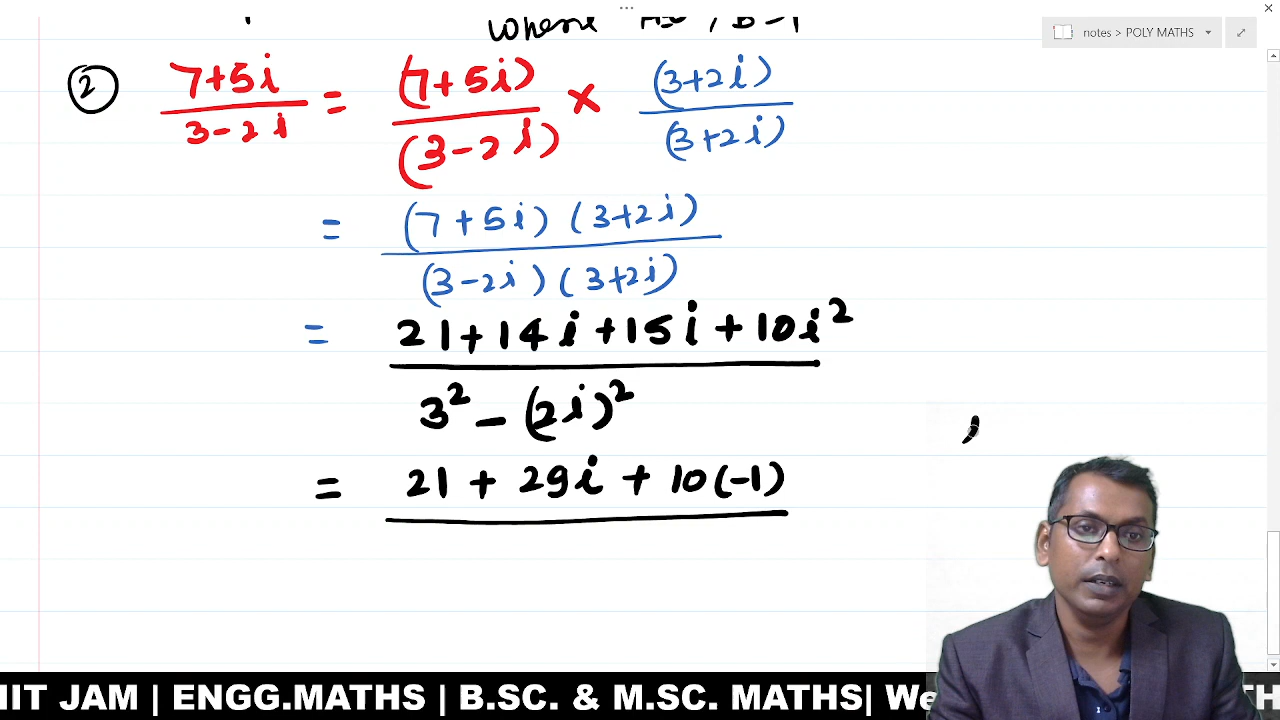 where
notes > POLY MATHS
② 7+5i/3-2i = (7+5i)/(3-2i) × (3+2i)/(3+2i)
= (7+5i)(3+2i)/(3-2i)(3+2i)
= 21+14i+15i+10i²/3²-(2i)²
= 21+29i+10(-1)
IIT JAM | ENGG.MATHS | B.SC. & M.SC. MATHS| We